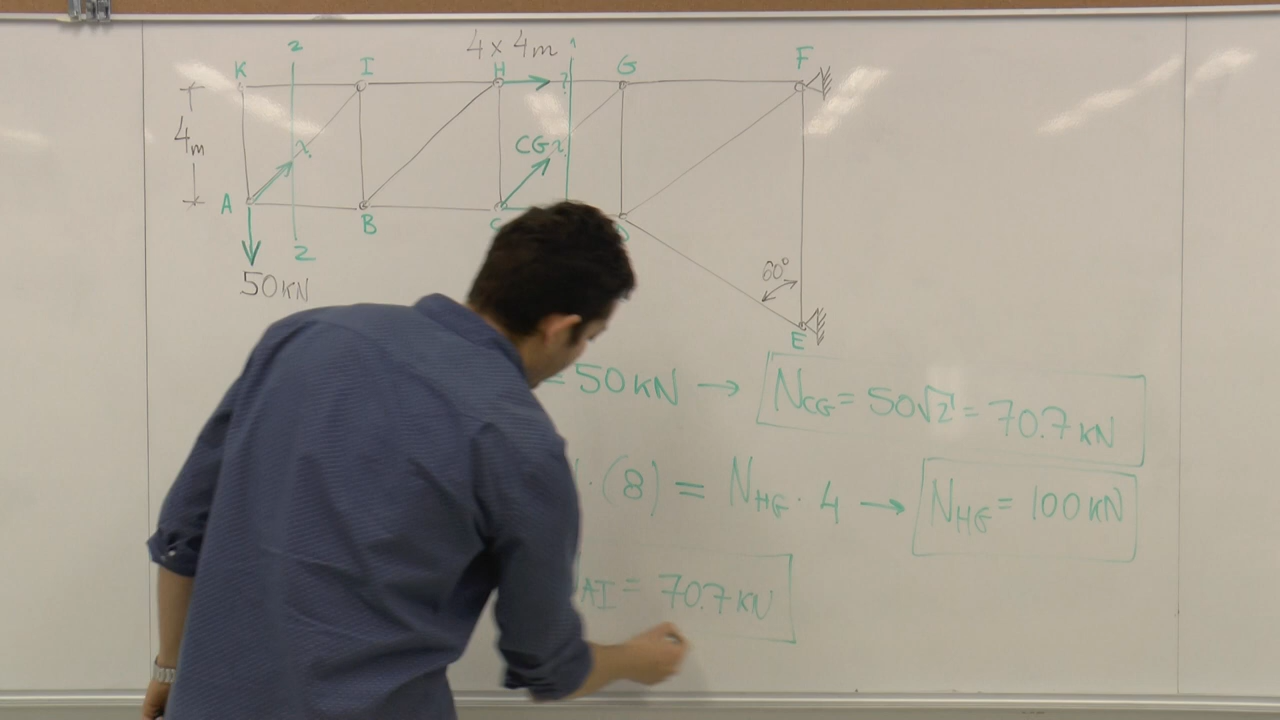 4 x 4m
2
1
K
I
H
?
G
F
4m
CG?
?
A
B
C
D
2
60°
50 KN
E
= 50 KN → N_CG = 50√2 = 70.7 KN
· (8) = N_HG · 4 → N_HG = 100 KN
AI = 70.7 KN